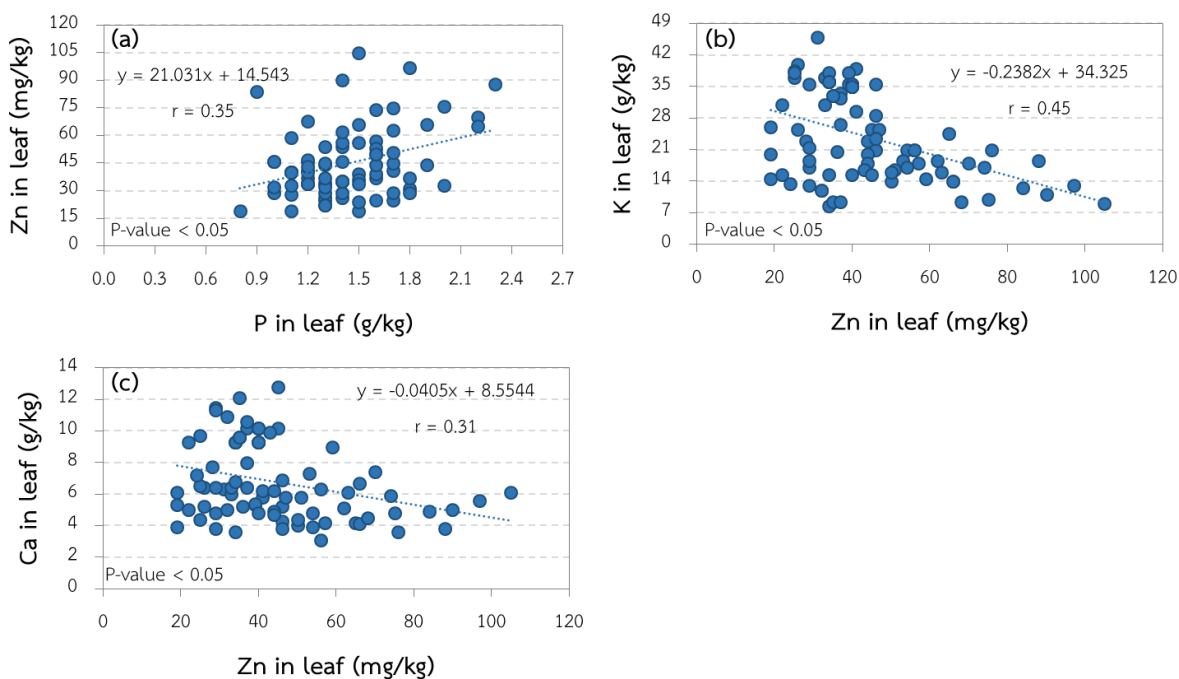 (a)
y = 21.031x + 14.543
r = 0.35
P-value < 0.05
Zn in leaf (mg/kg)
120
105
90
75
60
45
30
15
0
0.0 0.3 0.6 0.9 1.2 1.5 1.8 2.1 2.4 2.7
P in leaf (g/kg)
(b)
y = -0.2382x + 34.325
r = 0.45
P-value < 0.05
K in leaf (g/kg)
49
42
35
28
21
14
7
0
0 20 40 60 80 100 120
Zn in leaf (mg/kg)
(c)
y = -0.0405x + 8.5544
r = 0.31
P-value < 0.05
Ca in leaf (g/kg)
14
12
10
8
6
4
2
0
0 20 40 60 80 100 120
Zn in leaf (mg/kg)